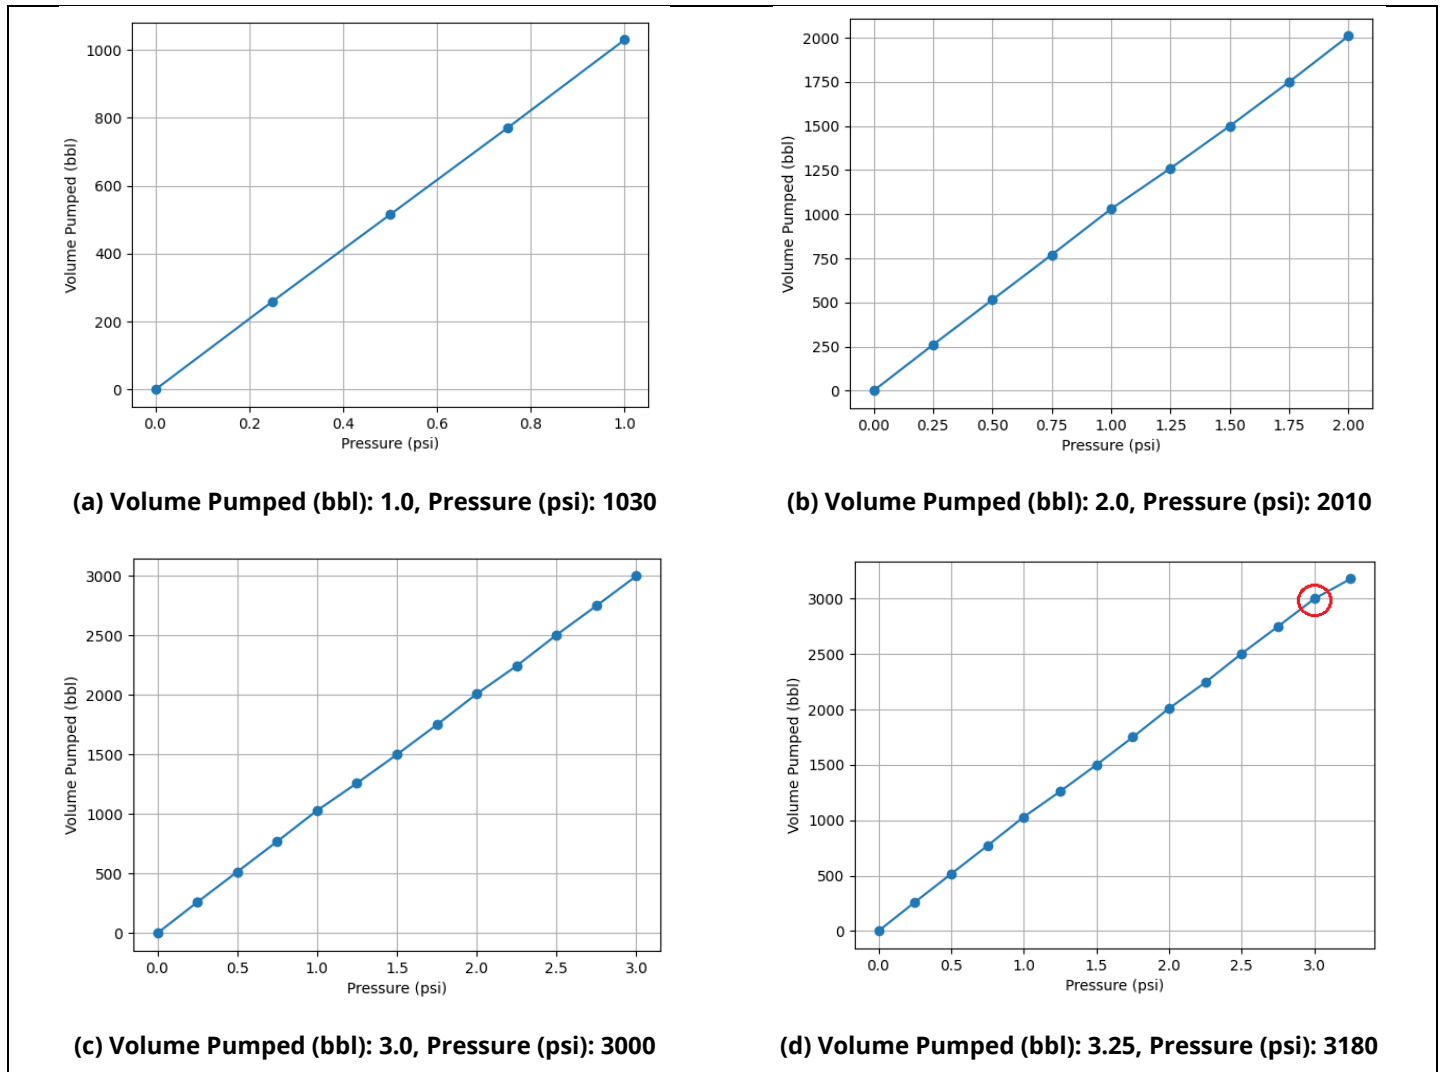 1000
800
600
400
200
0
Volume Pumped (bbl)
0.0 0.2 0.4 0.6 0.8 1.0
Pressure (psi)
(a) Volume Pumped (bbl): 1.0, Pressure (psi): 1030
2000
1750
1500
1250
1000
750
500
250
0
Volume Pumped (bbl)
0.00 0.25 0.50 0.75 1.00 1.25 1.50 1.75 2.00
Pressure (psi)
(b) Volume Pumped (bbl): 2.0, Pressure (psi): 2010
3000
2500
2000
1500
1000
500
0
Volume Pumped (bbl)
0.0 0.5 1.0 1.5 2.0 2.5 3.0
Pressure (psi)
(c) Volume Pumped (bbl): 3.0, Pressure (psi): 3000
3000
2500
2000
1500
1000
500
0
Volume Pumped (bbl)
0.0 0.5 1.0 1.5 2.0 2.5 3.0
Pressure (psi)
(d) Volume Pumped (bbl): 3.25, Pressure (psi): 3180